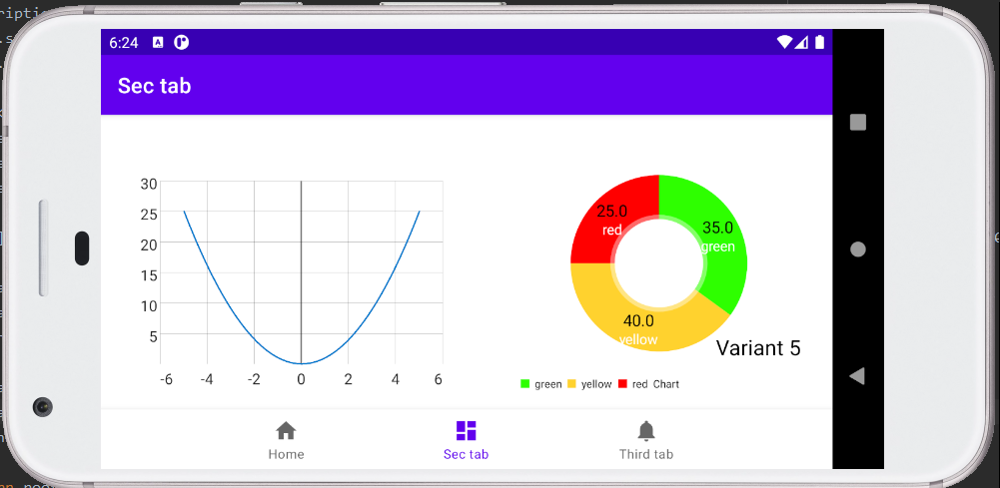 6:24
Sec tab
30
25
20
15
10
5
-6 -4 -2 0 2 4 6
25.0
red
35.0
green
40.0
yellow
Variant 5
green yellow red Chart
Home Sec tab Third tab